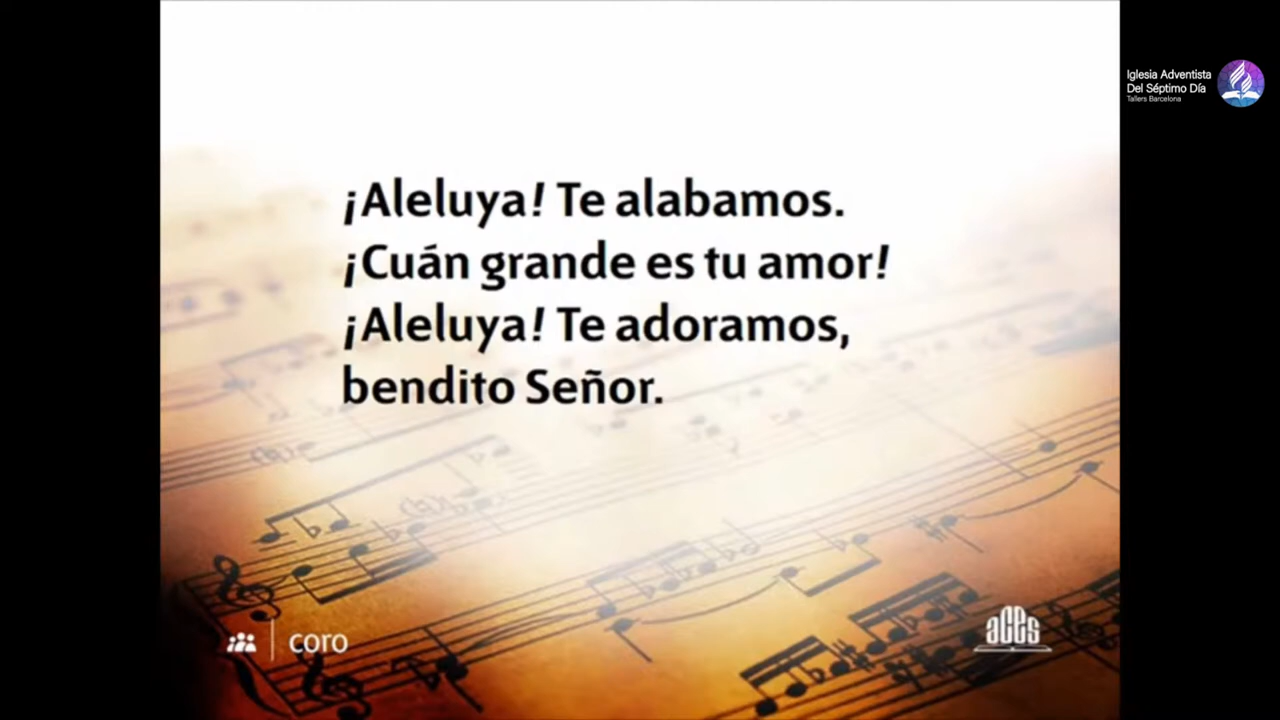 Iglesia Adventista
Del Séptimo Día
Tallers Barcelona
¡Aleluya! Te alabamos.
¡Cuán grande es tu amor!
¡Aleluya! Te adoramos,
bendito Señor.
coro
aces